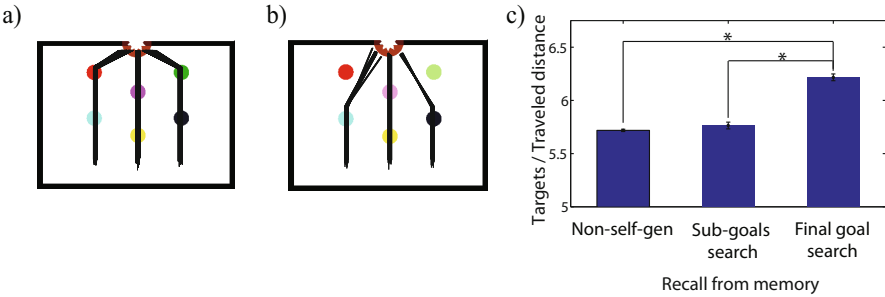 a)
b)
c)
Targets / Traveled distance
6.5
6
5.5
5
*
*
Non-self-gen
Sub-goals
search
Final goal
search
Recall from memory